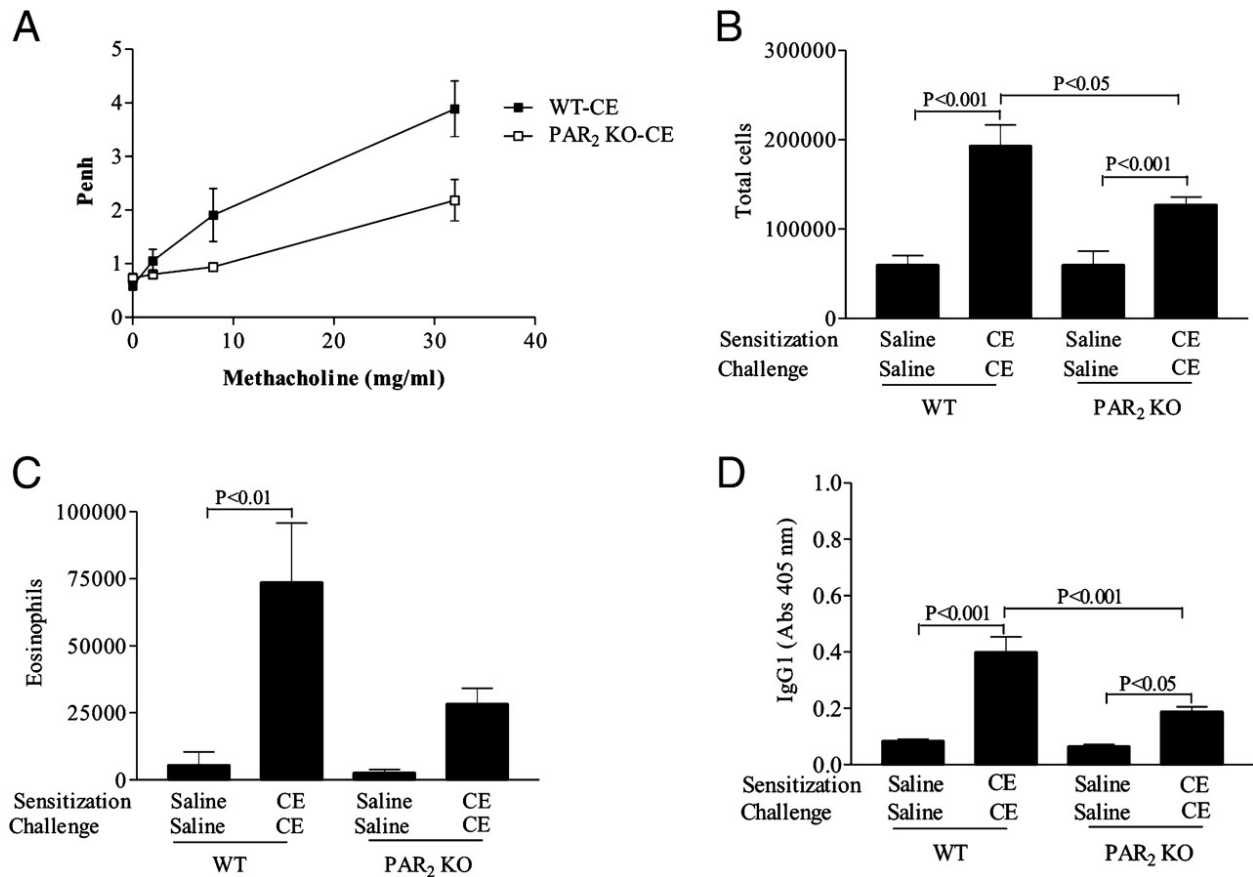 A
5
4
3
2
1
0
Penh
WT-CE
PAR₂ KO-CE
0 10 20 30 40
Methacholine (mg/ml)
B
300000
200000
100000
0
Total cells
P<0.001
P<0.05
P<0.001
Sensitization Saline CE Saline CE
Challenge Saline CE Saline CE
WT PAR₂ KO
C
100000
75000
50000
25000
0
Eosinophils
P<0.01
Sensitization Saline CE Saline CE
Challenge Saline CE Saline CE
WT PAR₂ KO
D
1.0
0.8
0.6
0.4
0.2
0.0
IgG1 (Abs 405 nm)
P<0.001
P<0.001
P<0.05
Sensitization Saline CE Saline CE
Challenge Saline CE Saline CE
WT PAR₂ KO